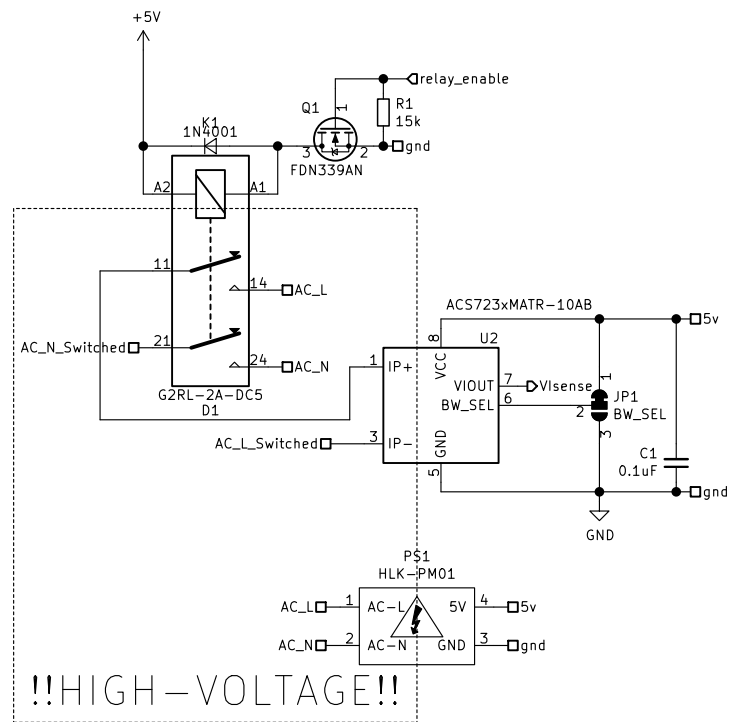 +5V
relay_enable
Q1
1
R1
15k
K1
1N4001
3
2
gnd
FDN339AN
A2
A1
11
14
AC_L
ACS723xMATR-10AB
5v
8
U2
AC_N_Switched
21
24
AC_N
1
IP+
VCC
VIOUT
7
VIsense
1
BW_SEL
6
JP1
2
BW_SEL
3
G2RL-2A-DC5
D1
AC_L_Switched
3
IP-
GND
5
C1
0.1uF
gnd
GND
PS1
HLK-PM01
AC_L
1
AC-L
5V
4
5v
AC_N
2
AC-N
GND
3
gnd
!!HIGH-VOLTAGE!!